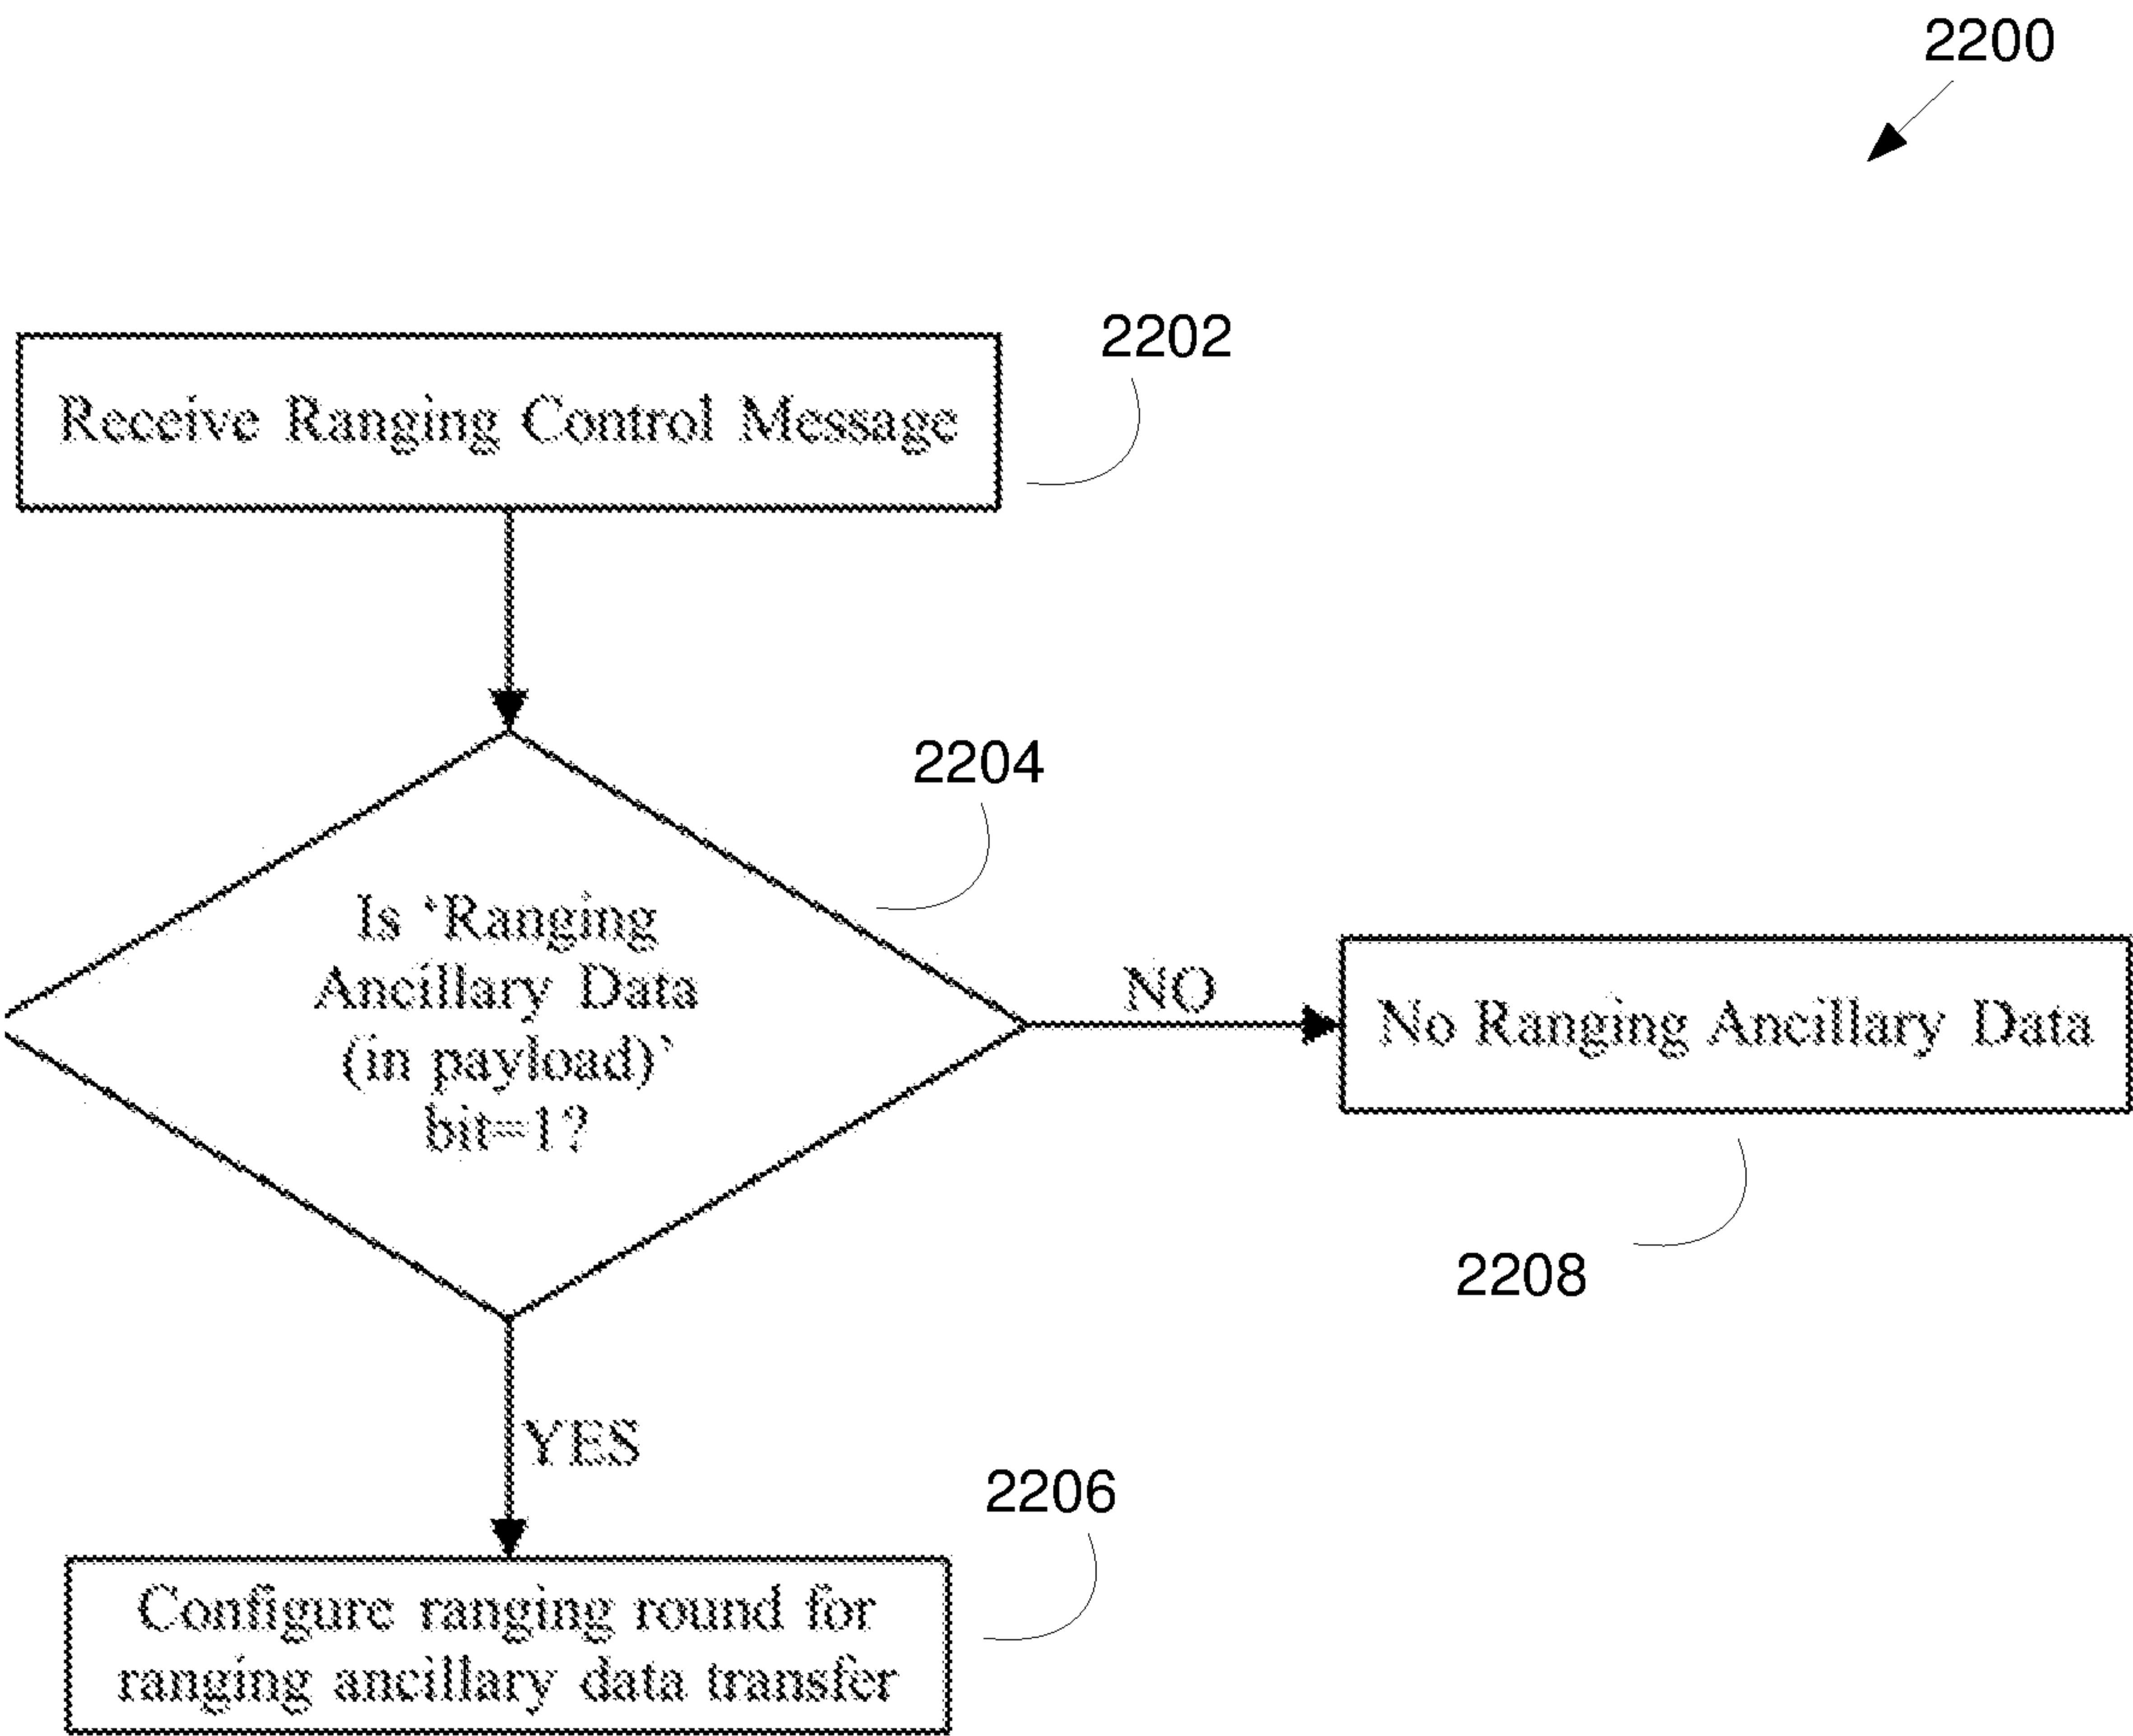 2200
2202
Receive Ranging Control Message
2204
Is ‘Ranging
Ancillary Data
(in payload)’
bit=1?
NO
No Ranging Ancillary Data
2208
YES
2206
Configure ranging round for
ranging ancillary data transfer